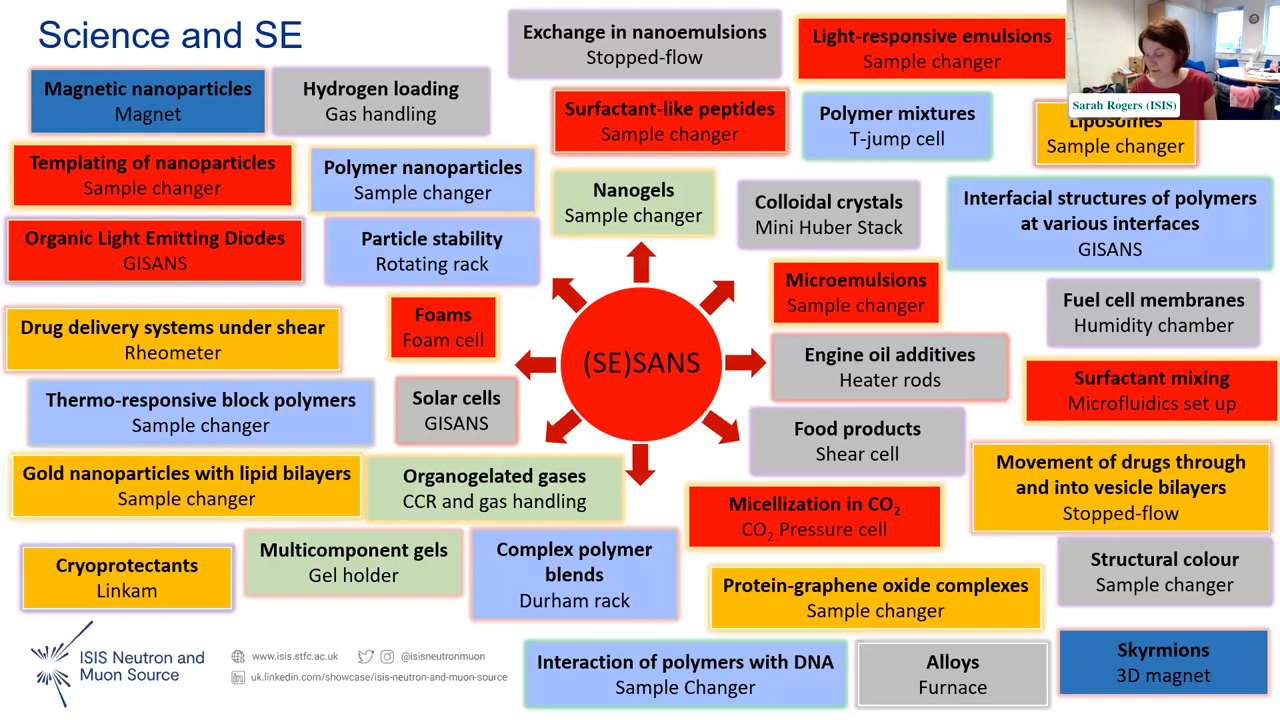 Science and SE
Exchange in nanoemulsions
Stopped-flow
Light-responsive emulsions
Sample changer
Sarah Rogers (ISIS)
Magnetic nanoparticles
Magnet
Hydrogen loading
Gas handling
Surfactant-like peptides
Sample changer
Polymer mixtures
T-jump cell
Liposomes
Sample changer
Templating of nanoparticles
Sample changer
Polymer nanoparticles
Sample changer
Nanogels
Sample changer
Colloidal crystals
Mini Huber Stack
Interfacial structures of polymers
at various interfaces
GISANS
Organic Light Emitting Diodes
GISANS
Particle stability
Rotating rack
Microemulsions
Sample changer
Fuel cell membranes
Humidity chamber
Drug delivery systems under shear
Rheometer
Foams
Foam cell
(SE)SANS
Engine oil additives
Heater rods
Surfactant mixing
Microfluidics set up
Thermo-responsive block polymers
Sample changer
Solar cells
GISANS
Food products
Shear cell
Gold nanoparticles with lipid bilayers
Sample changer
Organogelated gases
CCR and gas handling
Micellization in CO₂
CO₂ Pressure cell
Movement of drugs through
and into vesicle bilayers
Stopped-flow
Cryoprotectants
Linkam
Multicomponent gels
Gel holder
Complex polymer
blends
Durham rack
Protein-graphene oxide complexes
Sample changer
Structural colour
Sample changer
ISIS Neutron and
Muon Source
www.isis.stfc.ac.uk
@isisneutronmuon
uk.linkedin.com/showcase/isis-neutron-and-muon-source
Interaction of polymers with DNA
Sample Changer
Alloys
Furnace
Skyrmions
3D magnet